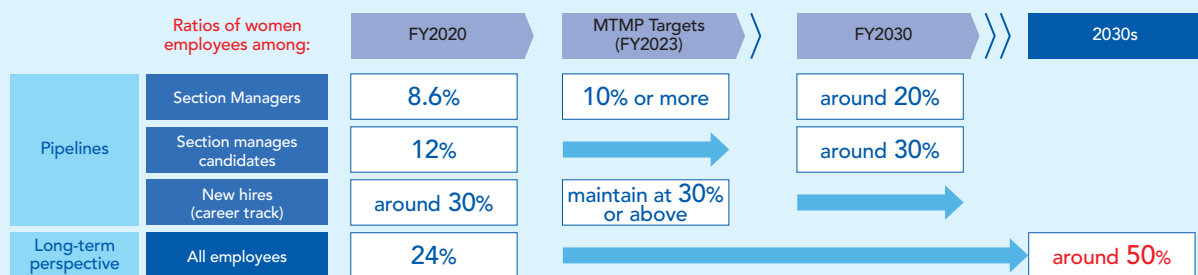 Ratios of women
employees among:
FY2020
MTMP Targets
(FY2023)
FY2030
2030s
Pipelines
Section Managers
8.6%
10% or more
around 20%
Section manages
candidates
12%
around 30%
New hires
(career track)
around 30%
maintain at 30%
or above
Long-term
perspective
All employees
24%
around 50%